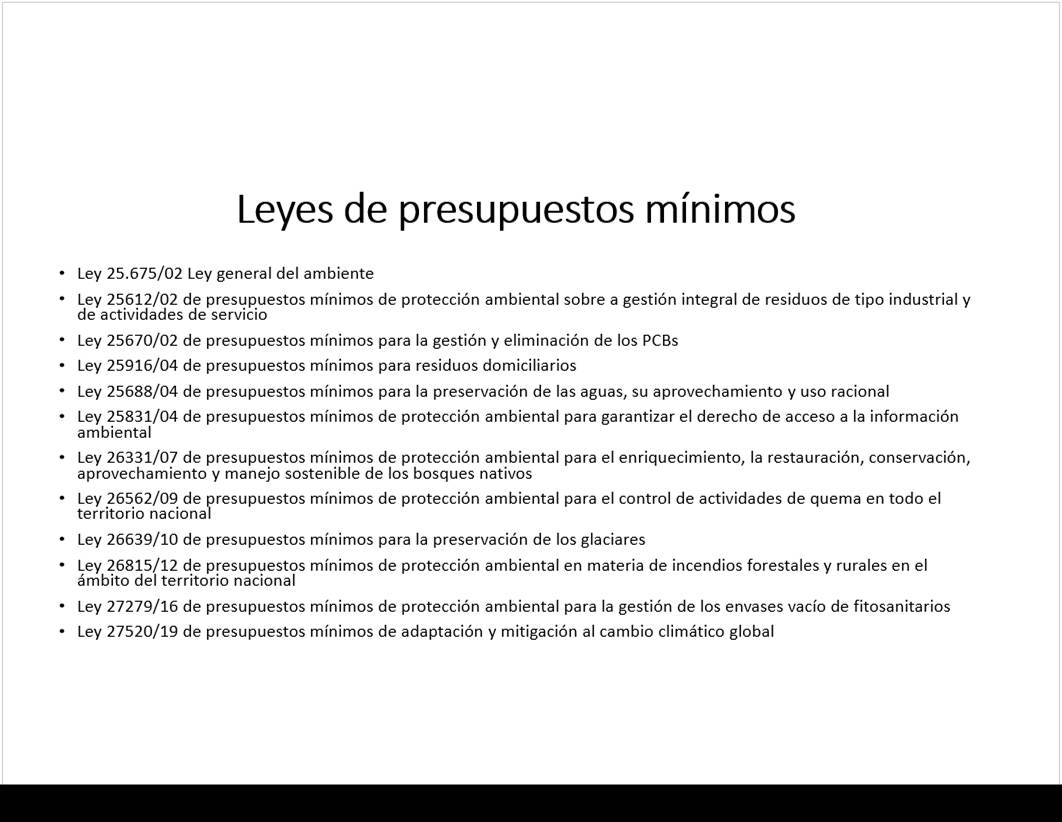 Leyes de presupuestos mínimos
• Ley 25.675/02 Ley general del ambiente
• Ley 25612/02 de presupuestos mínimos de protección ambiental sobre a gestión integral de residuos de tipo industrial y
de actividades de servicio
• Ley 25670/02 de presupuestos mínimos para la gestión y eliminación de los PCBs
• Ley 25916/04 de presupuestos mínimos para residuos domiciliarios
• Ley 25688/04 de presupuestos mínimos para la preservación de las aguas, su aprovechamiento y uso racional
• Ley 25831/04 de presupuestos mínimos de protección ambiental para garantizar el derecho de acceso a la información
ambiental
• Ley 26331/07 de presupuestos mínimos de protección ambiental para el enriquecimiento, la restauración, conservación,
aprovechamiento y manejo sostenible de los bosques nativos
• Ley 26562/09 de presupuestos mínimos de protección ambiental para el control de actividades de quema en todo el
territorio nacional
• Ley 26639/10 de presupuestos mínimos para la preservación de los glaciares
• Ley 26815/12 de presupuestos mínimos de protección ambiental en materia de incendios forestales y rurales en el
ámbito del territorio nacional
• Ley 27279/16 de presupuestos mínimos de protección ambiental para la gestión de los envases vacío de fitosanitarios
• Ley 27520/19 de presupuestos mínimos de adaptación y mitigación al cambio climático global